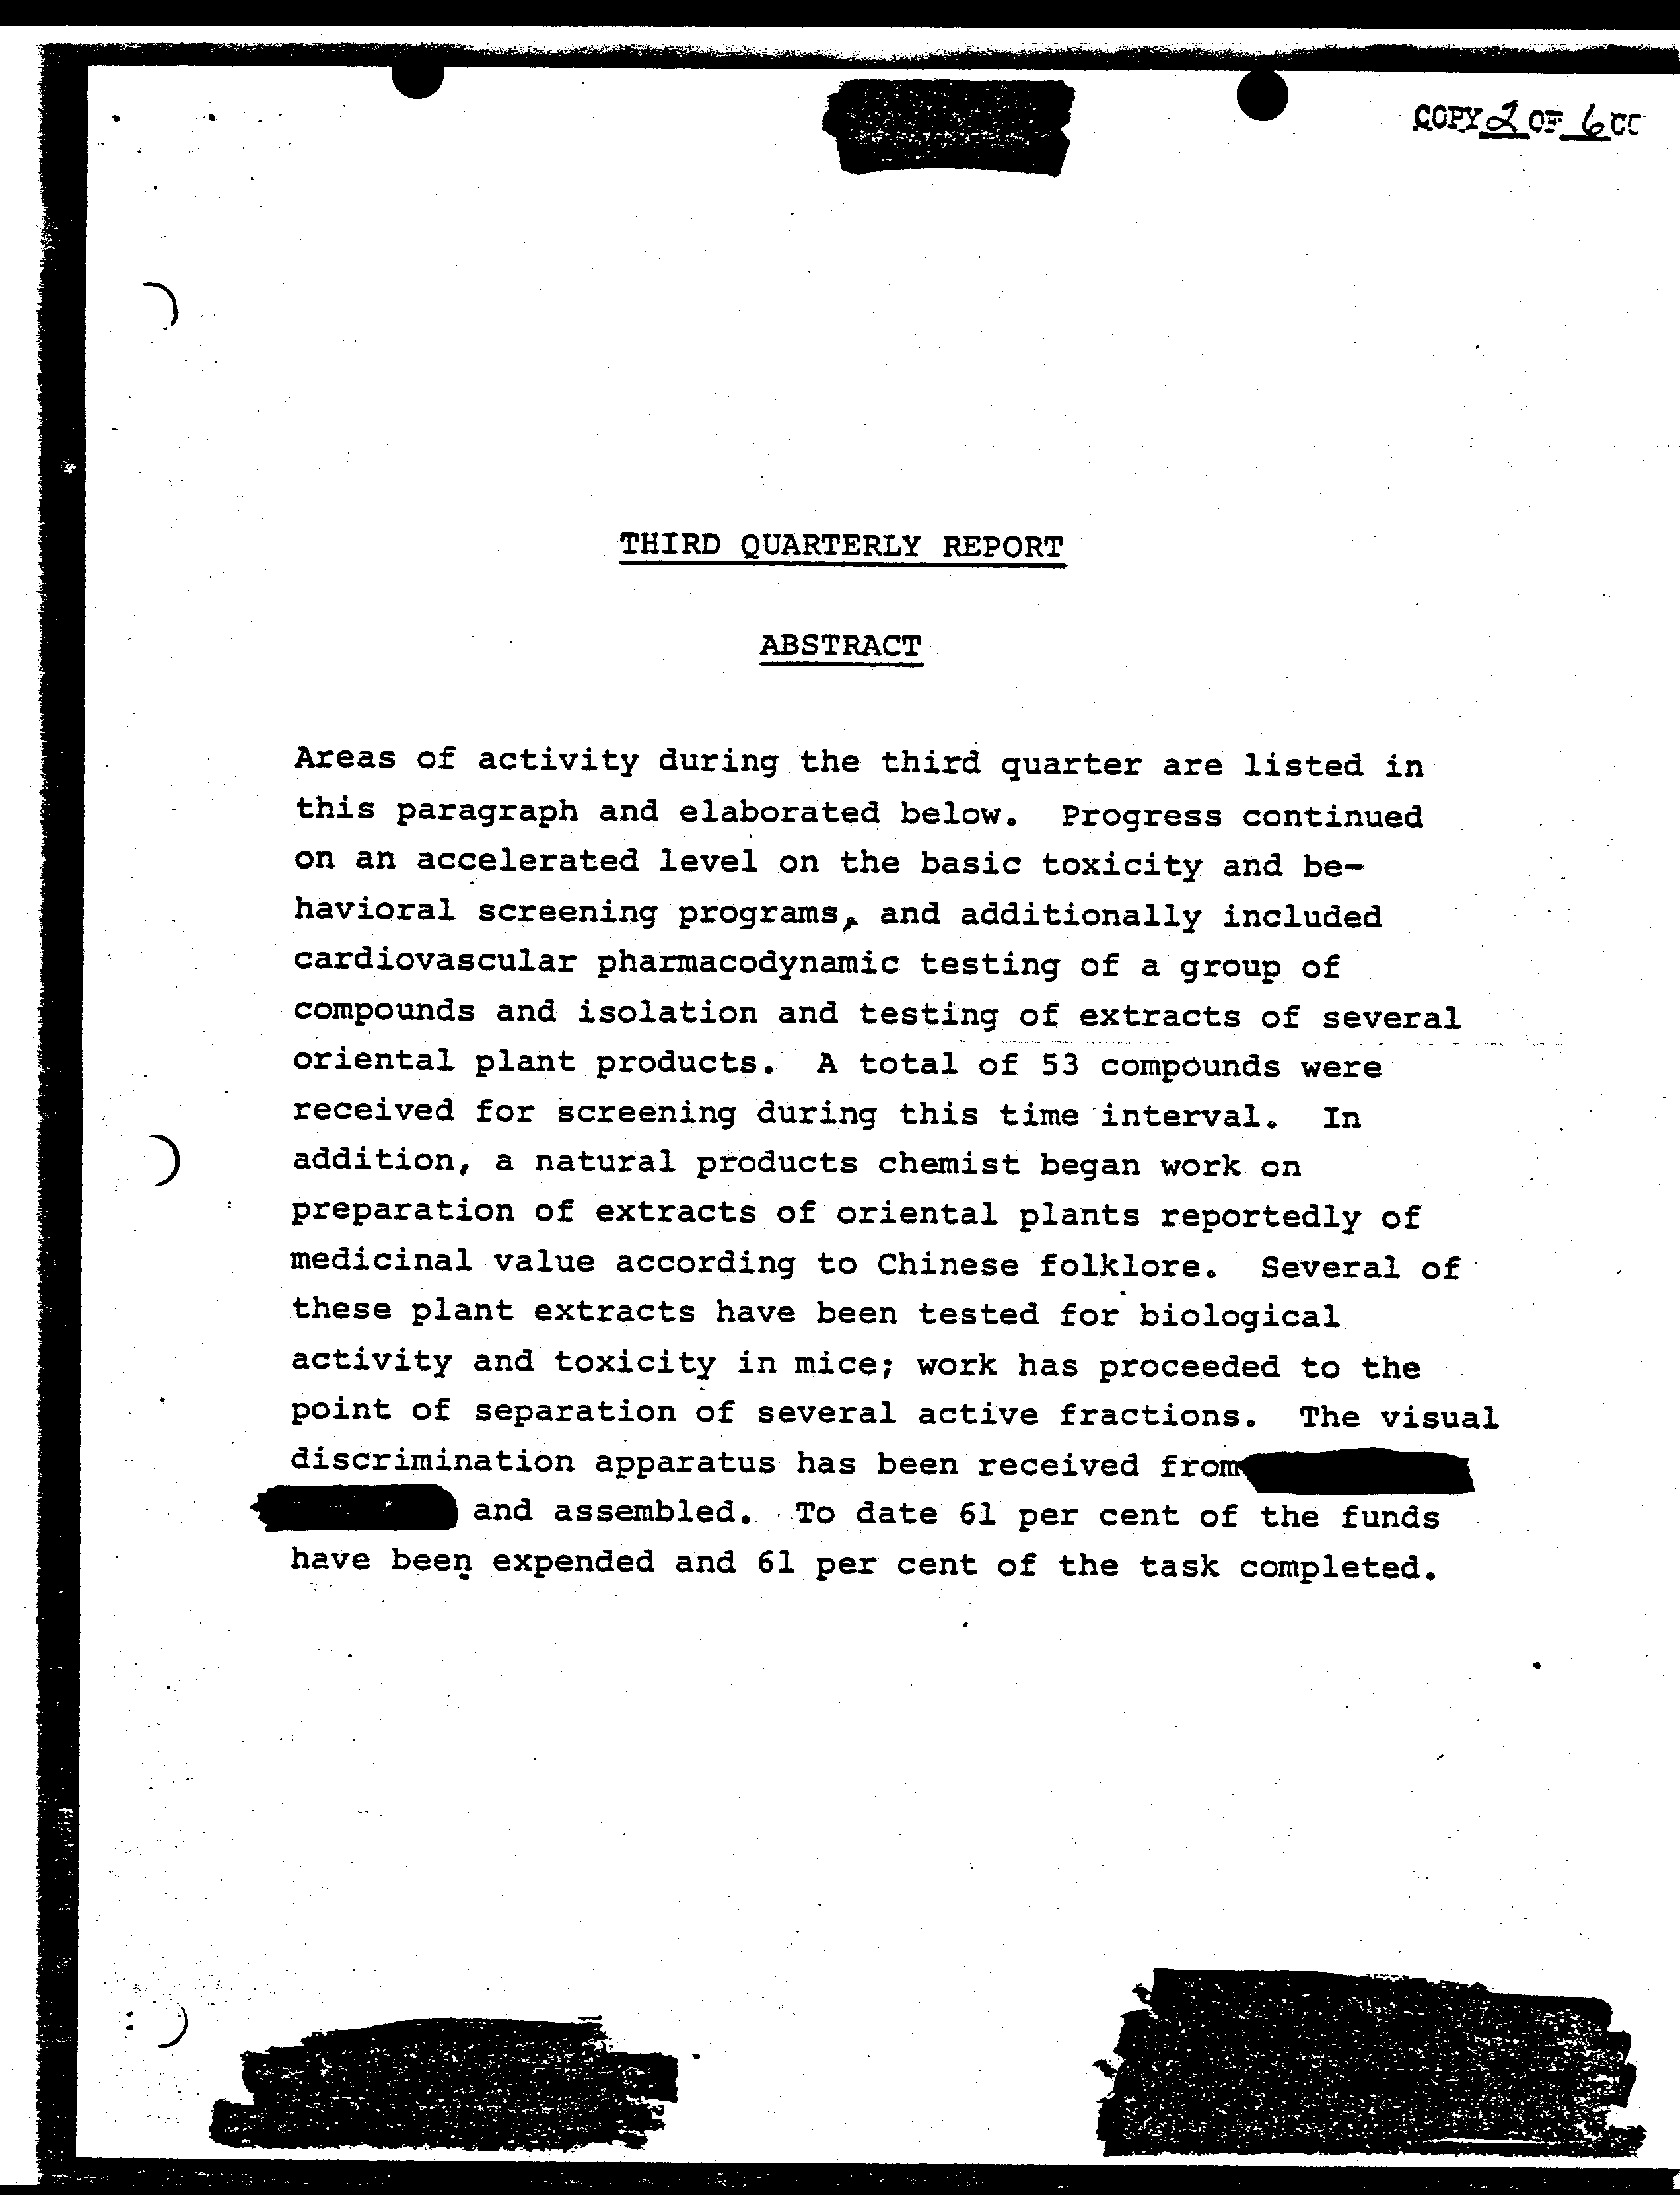 COPY 2 OF 6 CC
THIRD QUARTERLY REPORT
ABSTRACT
Areas of activity during the third quarter are listed in
this paragraph and elaborated below. Progress continued
on an accelerated level on the basic toxicity and be-
havioral screening programs, and additionally included
cardiovascular pharmacodynamic testing of a group of
compounds and isolation and testing of extracts of several
oriental plant products. A total of 53 compounds were
received for screening during this time interval. In
addition, a natural products chemist began work on
preparation of extracts of oriental plants reportedly of
medicinal value according to Chinese folklore. Several of
these plant extracts have been tested for biological
activity and toxicity in mice; work has proceeded to the
point of separation of several active fractions. The visual
discrimination apparatus has been received from
and assembled. To date 61 per cent of the funds
have been expended and 61 per cent of the task completed.